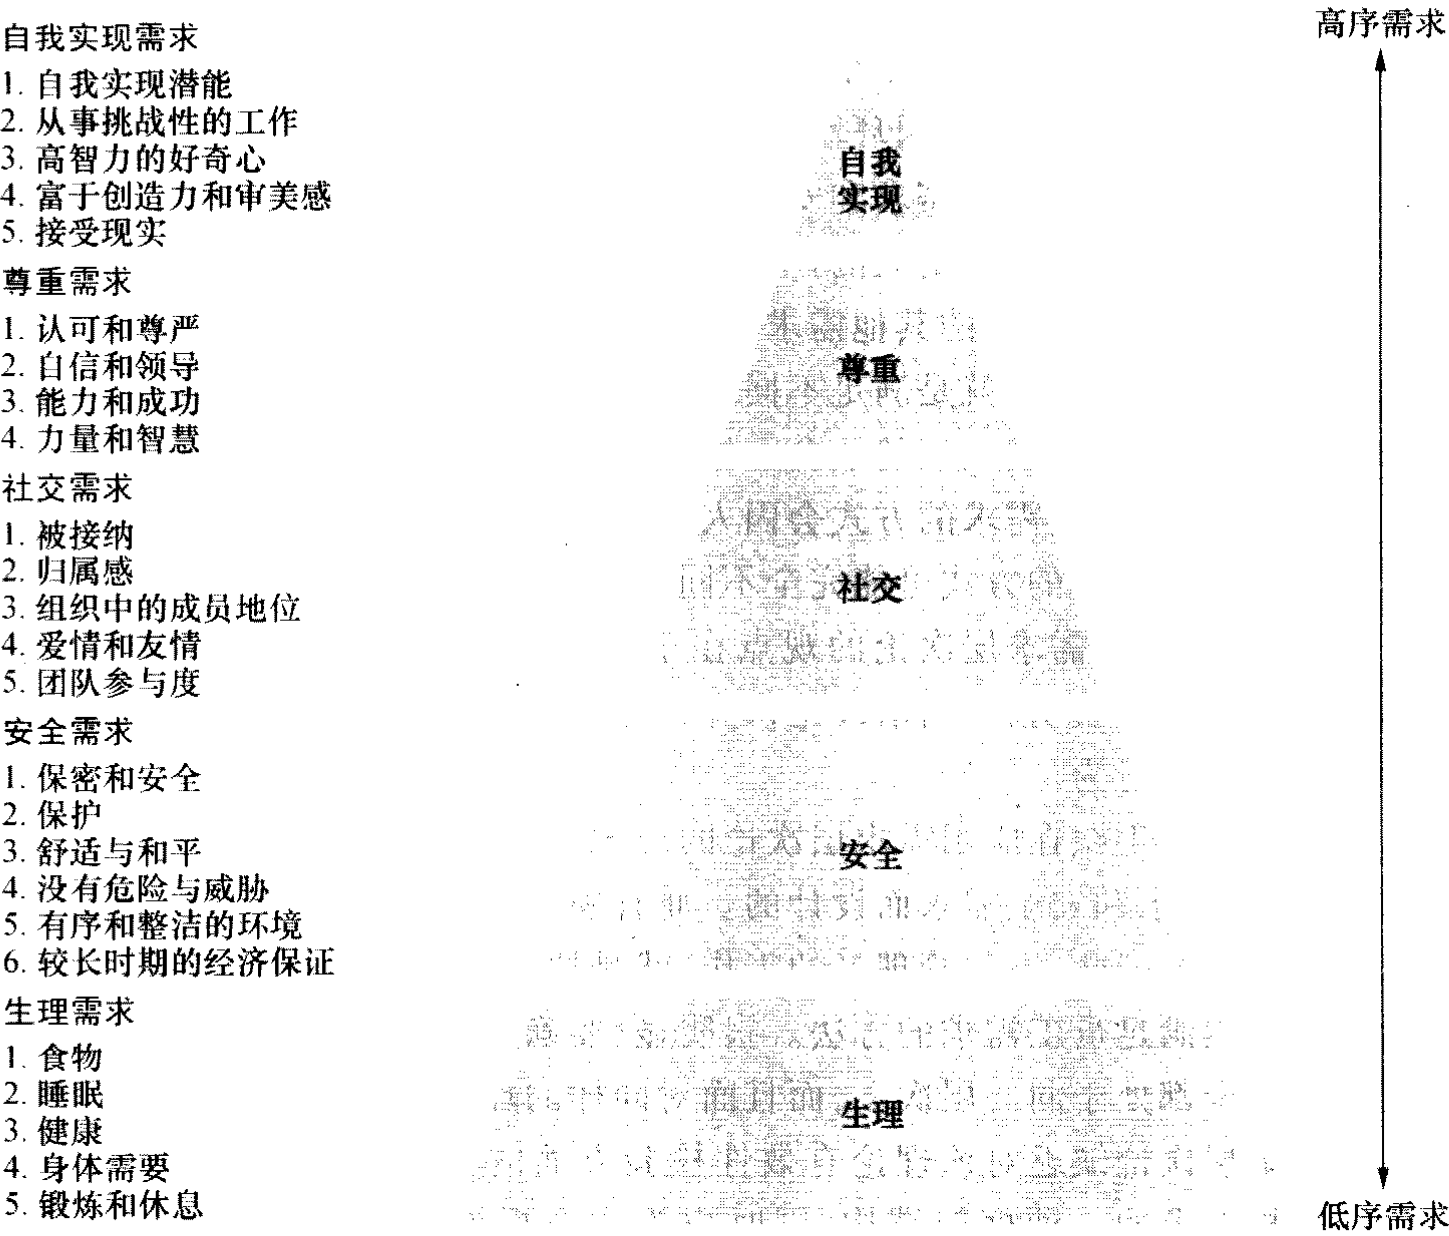 自我实现需求
1. 自我实现潜能
2. 从事挑战性的工作
3. 高智力的好奇心
4. 富于创造力和审美感
5. 接受现实
尊重需求
1. 认可和尊严
2. 自信和领导
3. 能力和成功
4. 力量和智慧
社交需求
1. 被接纳
2. 归属感
3. 组织中的成员地位
4. 爱情和友情
5. 团队参与度
安全需求
1. 保密和安全
2. 保护
3. 舒适与和平
4. 没有危险与威胁
5. 有序和整洁的环境
6. 较长时期的经济保证
生理需求
1. 食物
2. 睡眠
3. 健康
4. 身体需要
5. 锻炼和休息
自我
实现
尊重
社交
安全
生理
高序需求
低序需求